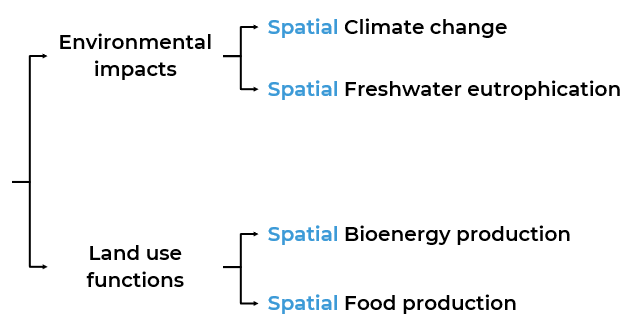 Environmental
impacts
Spatial Climate change
Spatial Freshwater eutrophication
Land use
functions
Spatial Bioenergy production
Spatial Food production